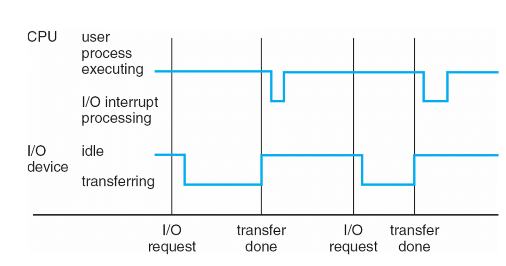 CPU
user
process
executing
I/O interrupt
processing
I/O
device
idle
transferring
I/O
request
transfer
done
I/O
request
transfer
done